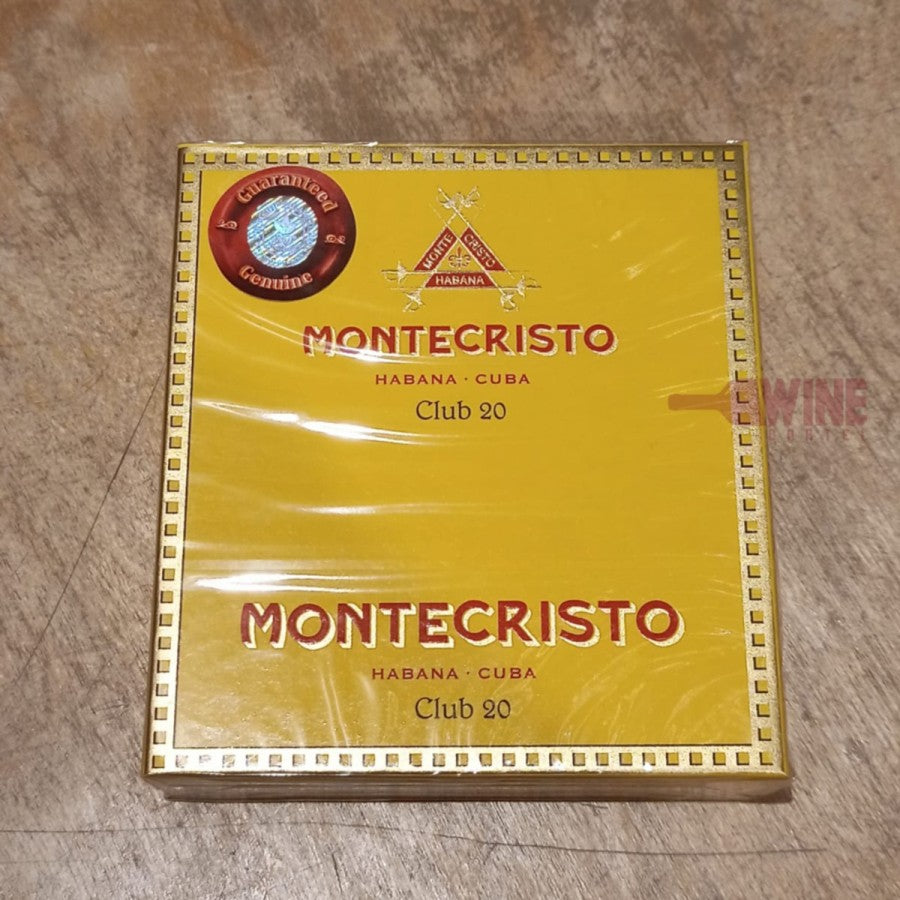 Guaranteed
Genuine
MONTE CRISTO
HABANA
MONTECRISTO
HABANA · CUBA
Club 20
WINE
MONTECRISTO
HABANA · CUBA
Club 20